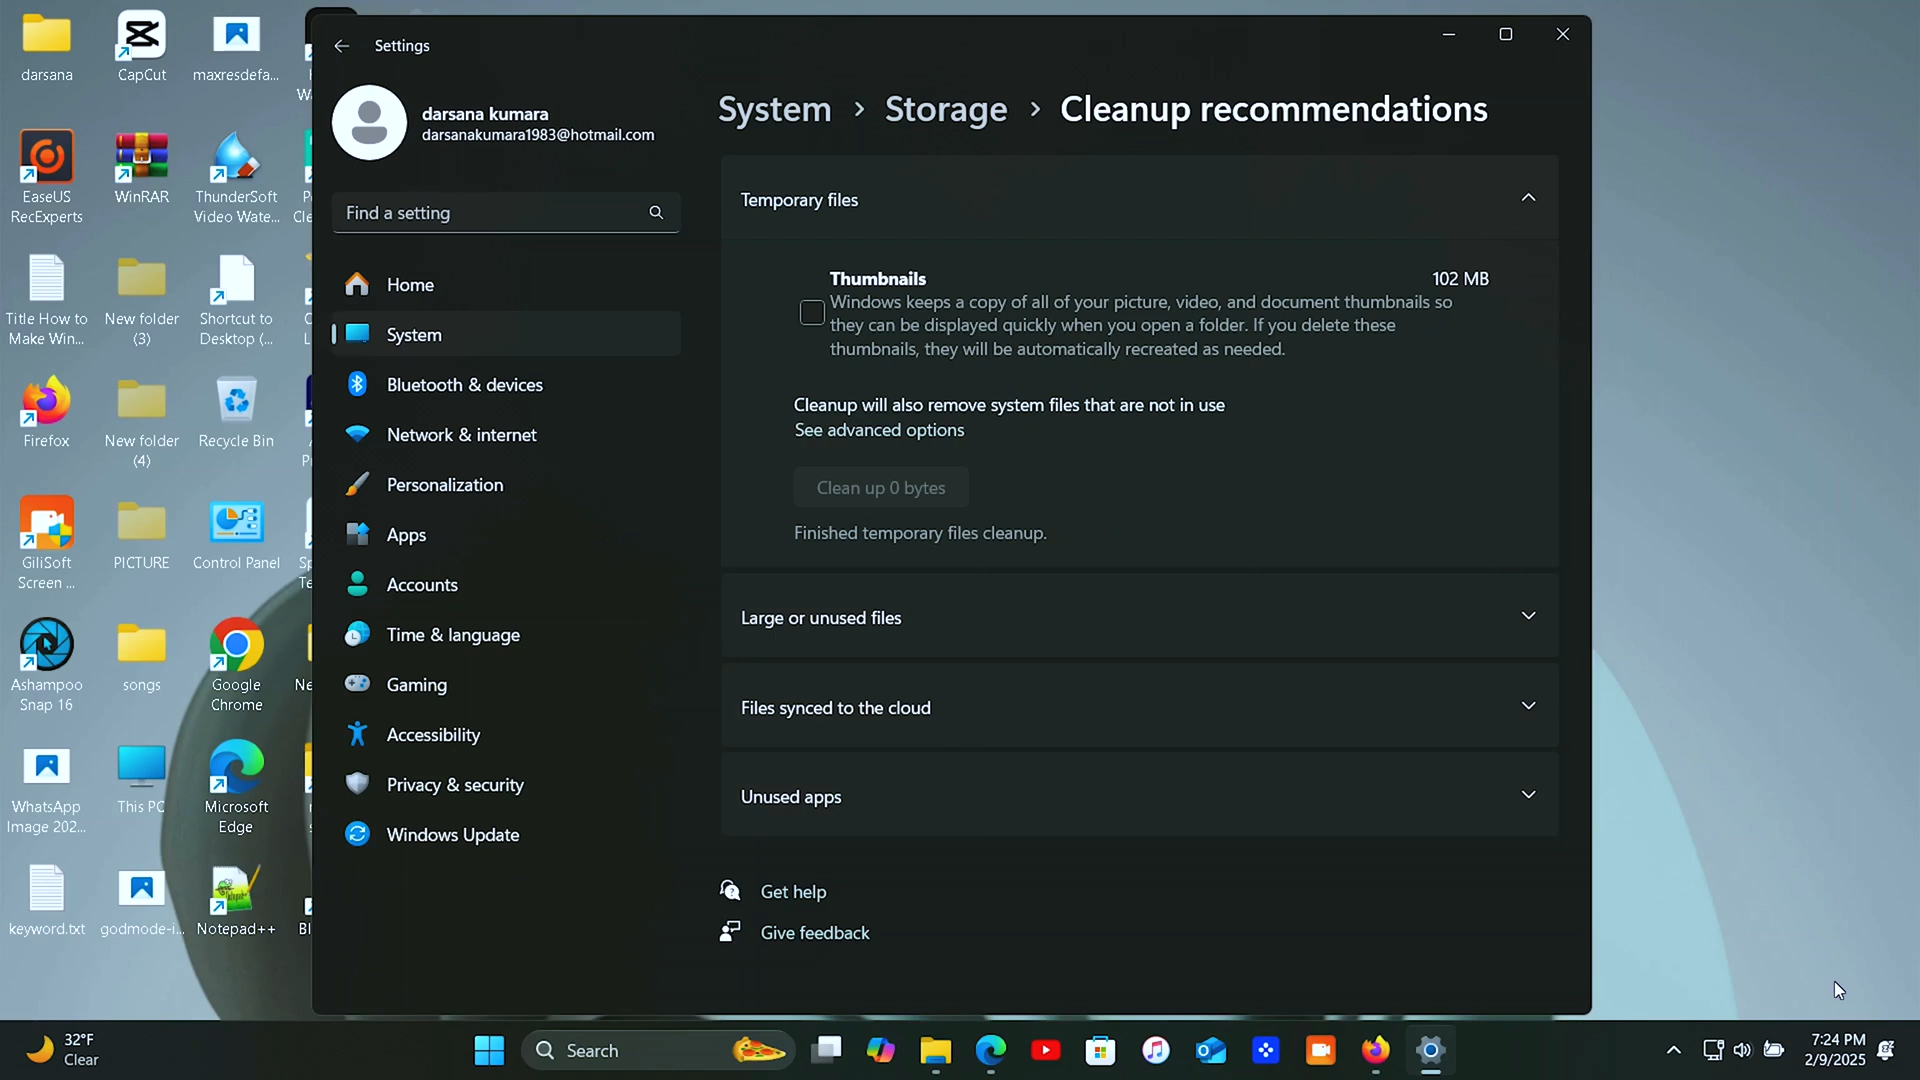 darsana
CapCut
maxresdefa...
EaseUS
RecExperts
WinRAR
ThunderSoft
Video Wate...
Title How to
Make Win...
New folder
(3)
Shortcut to
Desktop (...
Firefox
New folder
(4)
Recycle Bin
GiliSoft
Screen ...
PICTURE
Control Panel
Ashampoo
Snap 16
songs
Google
Chrome
WhatsApp
Image 202...
This PC
Microsoft
Edge
keyword.txt
godmode-i...
Notepad++
Settings
darsana kumara
darsanakumara1983@hotmail.com
Find a setting
Home
System
Bluetooth & devices
Network & internet
Personalization
Apps
Accounts
Time & language
Gaming
Accessibility
Privacy & security
Windows Update
System > Storage > Cleanup recommendations
Temporary files
Thumbnails 102 MB
Windows keeps a copy of all of your picture, video, and document thumbnails so
they can be displayed quickly when you open a folder. If you delete these
thumbnails, they will be automatically recreated as needed.
Cleanup will also remove system files that are not in use
See advanced options
Clean up 0 bytes
Finished temporary files cleanup.
Large or unused files
Files synced to the cloud
Unused apps
Get help
Give feedback
32°F
Clear
Search
7:24 PM
2/9/2025